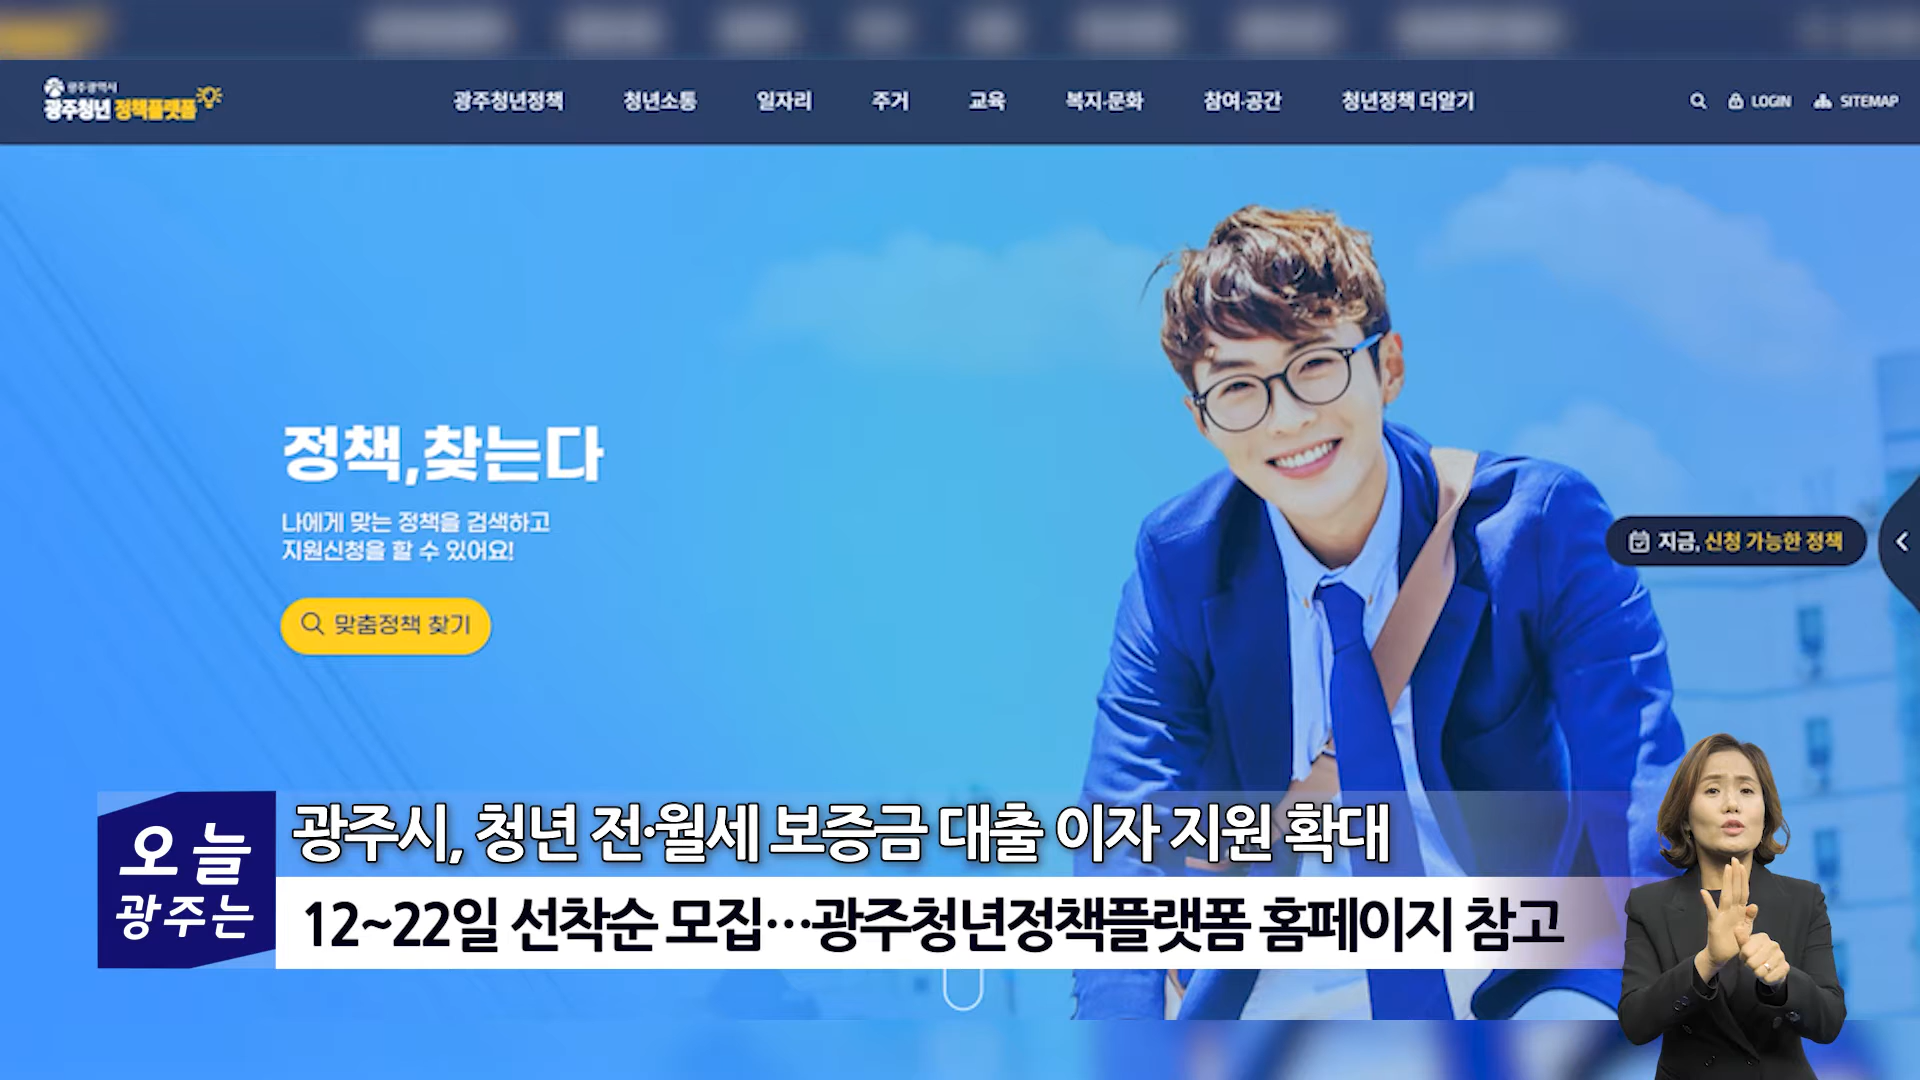 광주광역시
광주청년 정책플랫폼
광주청년정책 청년소통 일자리 주거 교육 복지·문화 참여·공간 청년정책 더알기 LOGIN SITEMAP
정책,찾는다
나에게 맞는 정책을 검색하고
지원신청을 할 수 있어요!
맞춤정책 찾기
지금, 신청 가능한 정책
오늘
광주는
광주시, 청년 전·월세 보증금 대출 이자 지원 확대
12~22일 선착순 모집…광주청년정책플랫폼 홈페이지 참고